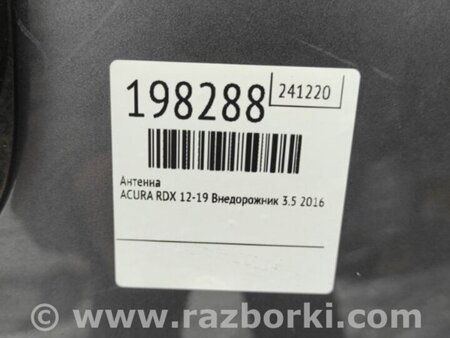 198288
241220
Антенна
ACURA RDX 12-19 Внедорожник 3.5 2016
© www.razborki.com